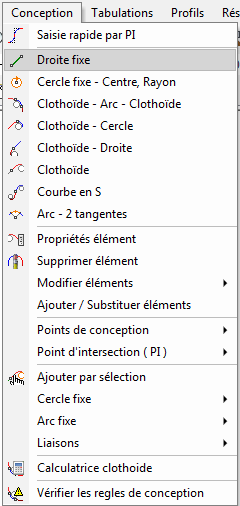 Conception Tabulations Profils Rés
Saisie rapide par PI
Droite fixe
Cercle fixe - Centre, Rayon
Clothoïde - Arc - Clothoïde
Clothoïde - Cercle
Clothoïde - Droite
Clothoïde
Courbe en S
Arc - 2 tangentes
Propriétés élément
Supprimer élément
Modifier éléments
Ajouter / Substituer éléments
Points de conception
Point d'intersection ( PI )
Ajouter par sélection
Cercle fixe
Arc fixe
Liaisons
Calculatrice clothoide
Vérifier les regles de conception